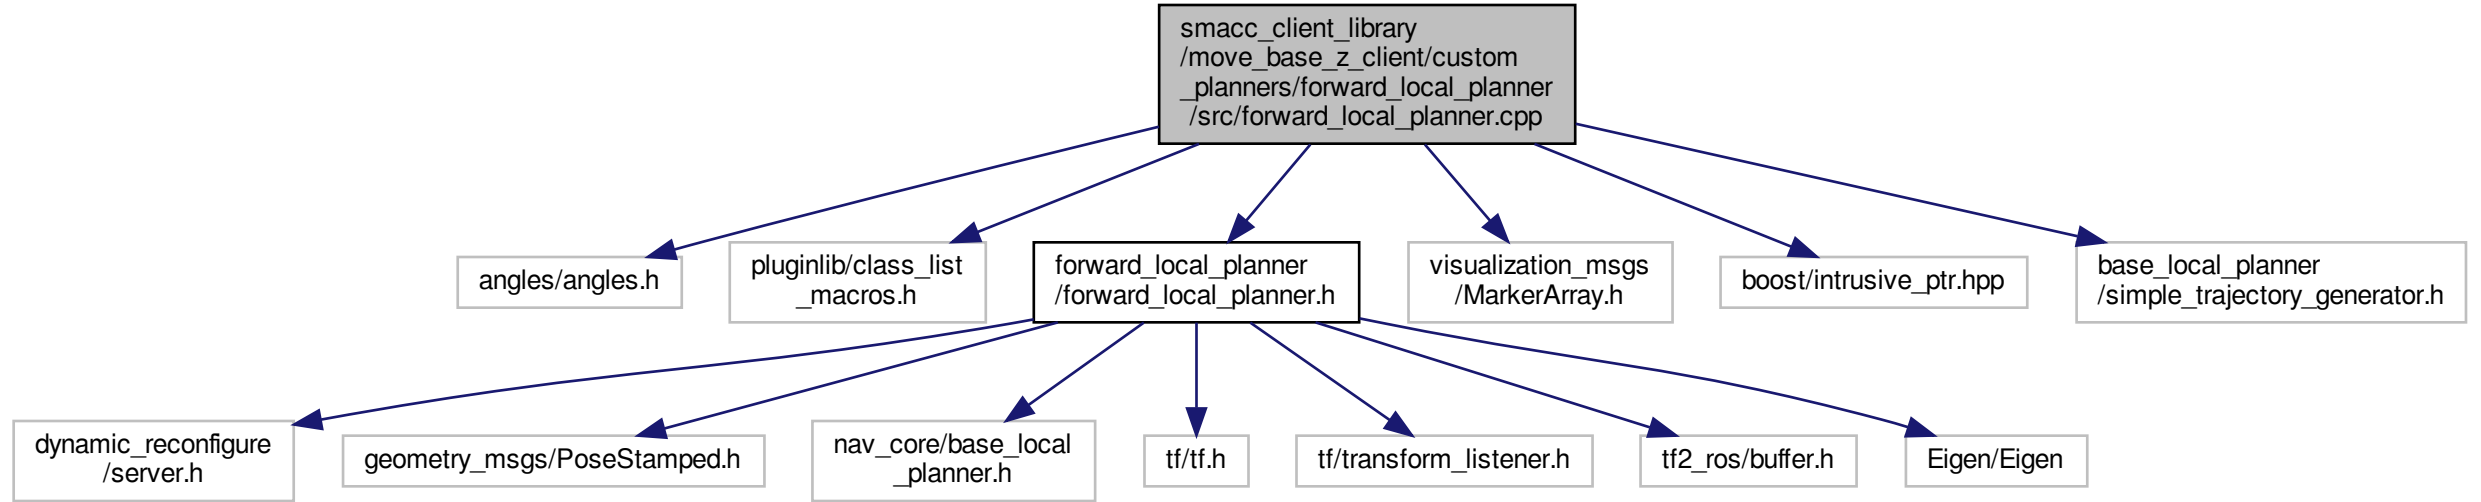 smacc_client_library
/move_base_z_client/custom
_planners/forward_local_planner
/src/forward_local_planner.cpp
angles/angles.h
pluginlib/class_list
_macros.h
forward_local_planner
/forward_local_planner.h
visualization_msgs
/MarkerArray.h
boost/intrusive_ptr.hpp
base_local_planner
/simple_trajectory_generator.h
dynamic_reconfigure
/server.h
geometry_msgs/PoseStamped.h
nav_core/base_local
_planner.h
tf/tf.h
tf/transform_listener.h
tf2_ros/buffer.h
Eigen/Eigen